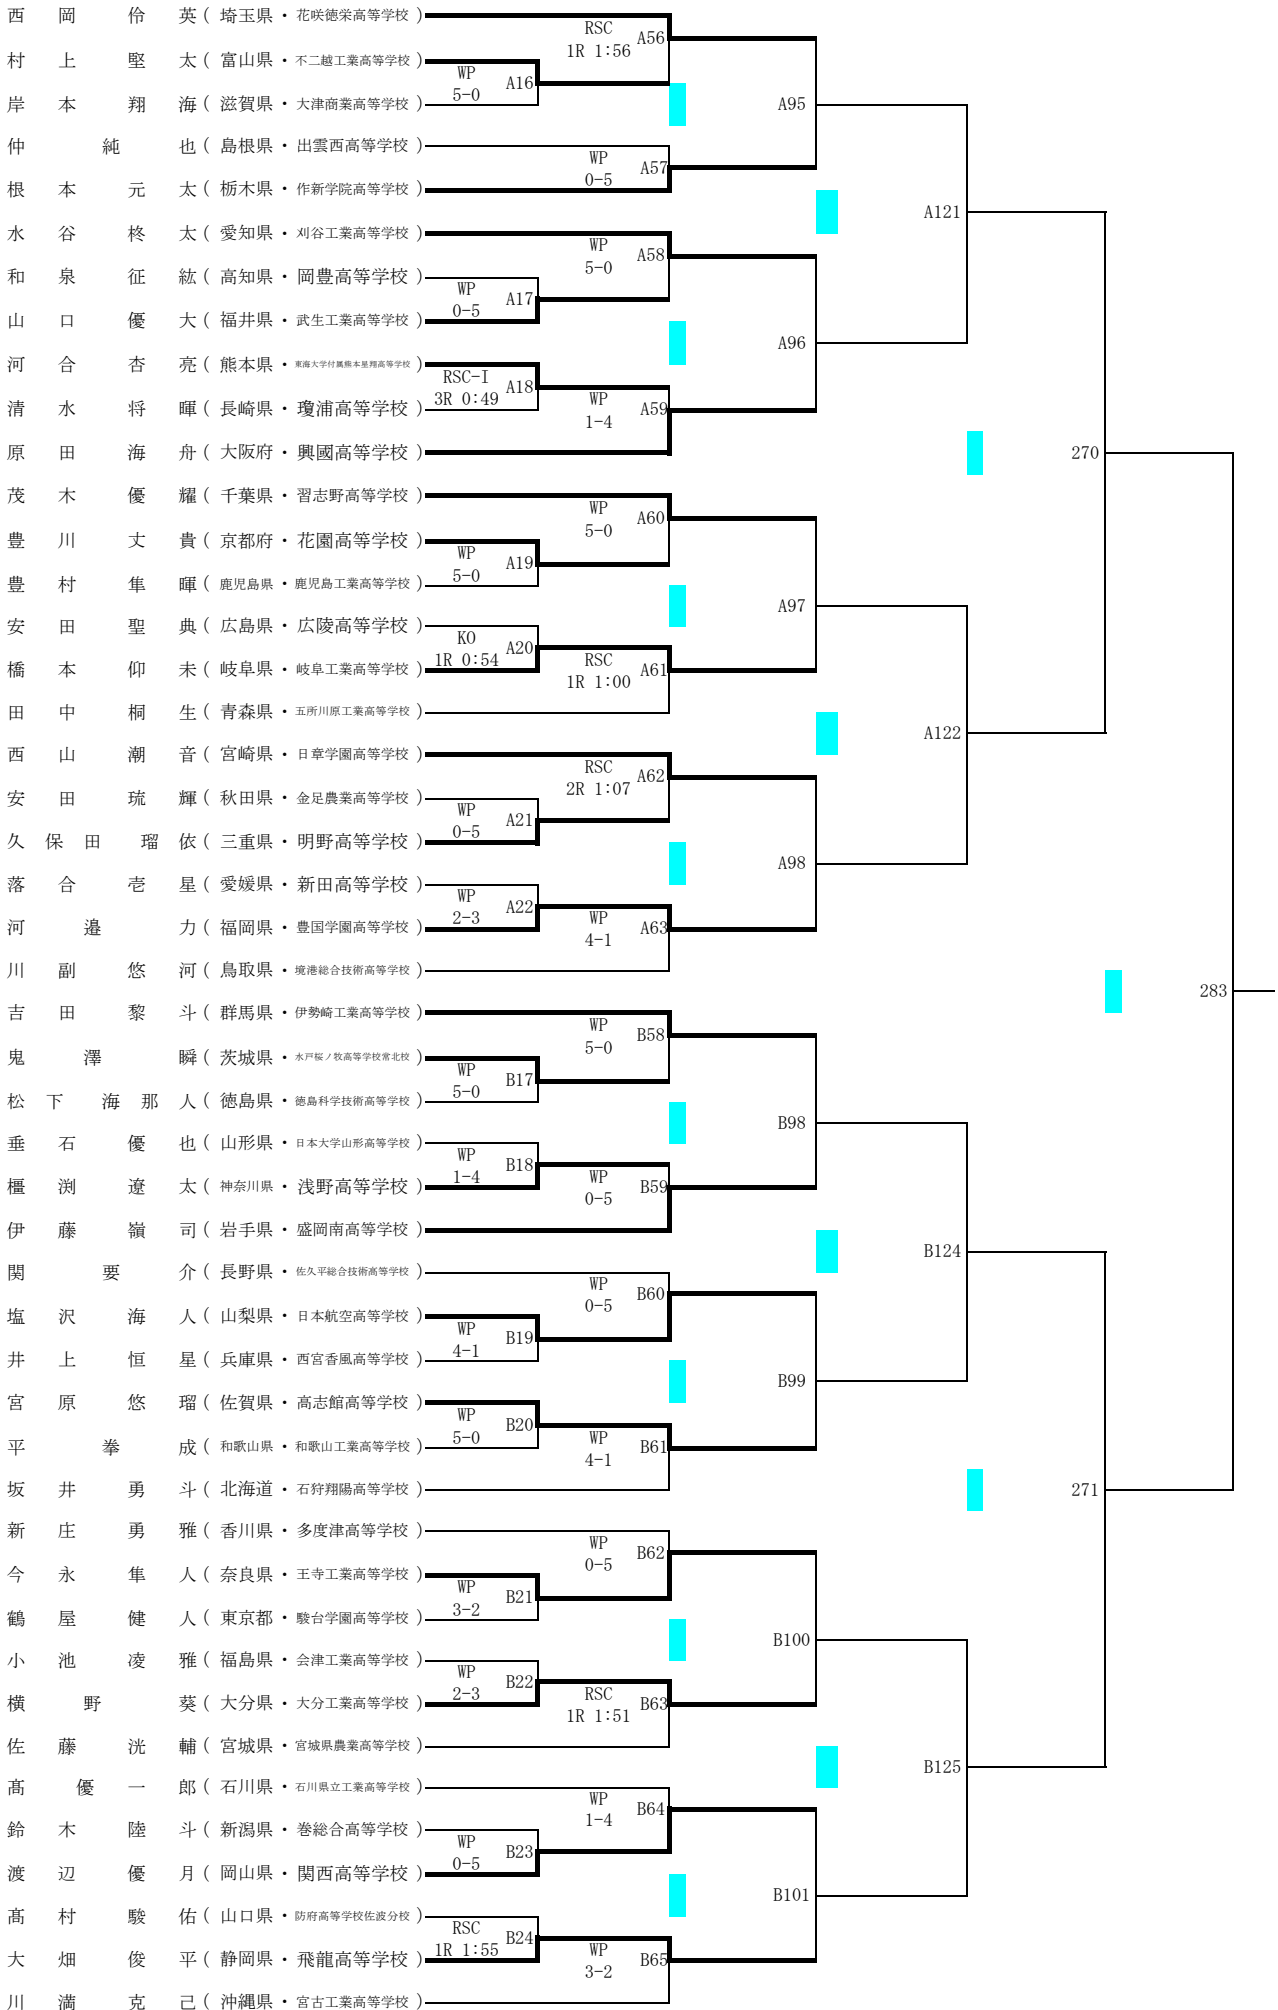 西岡伶英(埼玉県・花咲徳栄高等学校)
村上堅太(富山県・不二越工業高等学校)
岸本翔海(滋賀県・大津商業高等学校)
仲純也(島根県・出雲西高等学校)
根本元太(栃木県・作新学院高等学校)
水谷柊太(愛知県・刈谷工業高等学校)
和泉征紘(高知県・岡豊高等学校)
山口優大(福井県・武生工業高等学校)
河合杏亮(熊本県・東海大学付属熊本星翔高等学校)
清水将暉(長崎県・瓊浦高等学校)
原田海舟(大阪府・興國高等学校)
茂木優耀(千葉県・習志野高等学校)
豊川丈貴(京都府・花園高等学校)
豊村隼暉(鹿児島県・鹿児島工業高等学校)
安田聖典(広島県・広陵高等学校)
橋本仰未(岐阜県・岐阜工業高等学校)
田中桐生(青森県・五所川原工業高等学校)
西山潮音(宮崎県・日章学園高等学校)
安田琉輝(秋田県・金足農業高等学校)
久保田瑠依(三重県・明野高等学校)
落合壱星(愛媛県・新田高等学校)
河邉力(福岡県・豊国学園高等学校)
川副悠河(鳥取県・境港総合技術高等学校)
吉田黎斗(群馬県・伊勢崎工業高等学校)
鬼澤瞬(茨城県・水戸桜ノ牧高等学校常北校)
松下海那人(徳島県・徳島科学技術高等学校)
垂石優也(山形県・日本大学山形高等学校)
橿渕遼太(神奈川県・浅野高等学校)
伊藤嶺司(岩手県・盛岡南高等学校)
関要介(長野県・佐久平総合技術高等学校)
塩沢海人(山梨県・日本航空高等学校)
井上恒星(兵庫県・西宮香風高等学校)
宮原悠瑠(佐賀県・高志館高等学校)
平拳成(和歌山県・和歌山工業高等学校)
坂井勇斗(北海道・石狩翔陽高等学校)
新庄勇雅(香川県・多度津高等学校)
今永隼人(奈良県・王寺工業高等学校)
鶴屋健人(東京都・駿台学園高等学校)
小池凌雅(福島県・会津工業高等学校)
横野葵(大分県・大分工業高等学校)
佐藤洸輔(宮城県・宮城県農業高等学校)
髙優一郎(石川県・石川県立工業高等学校)
鈴木陸斗(新潟県・巻総合高等学校)
渡辺優月(岡山県・関西高等学校)
髙村駿佑(山口県・防府高等学校佐波分校)
大畑俊平(静岡県・飛龍高等学校)
川満克己(沖縄県・宮古工業高等学校)
WP
5-0
A16
WP
0-5
A17
RSC-I
3R 0:49
A18
WP
5-0
A19
KO
1R 0:54
A20
WP
0-5
A21
WP
2-3
A22
WP
5-0
B17
WP
1-4
B18
WP
4-1
B19
WP
5-0
B20
WP
3-2
B21
WP
2-3
B22
WP
0-5
B23
RSC
1R 1:55
B24
RSC
1R 1:56
A56
WP
0-5
A57
WP
5-0
A58
WP
1-4
A59
WP
5-0
A60
RSC
1R 1:00
A61
RSC
2R 1:07
A62
WP
4-1
A63
WP
5-0
B58
WP
0-5
B59
WP
0-5
B60
WP
4-1
B61
WP
0-5
B62
RSC
1R 1:51
B63
WP
1-4
B64
WP
3-2
B65
A95
A96
A97
A98
B98
B99
B100
B101
A121
A122
B124
B125
270
271
283